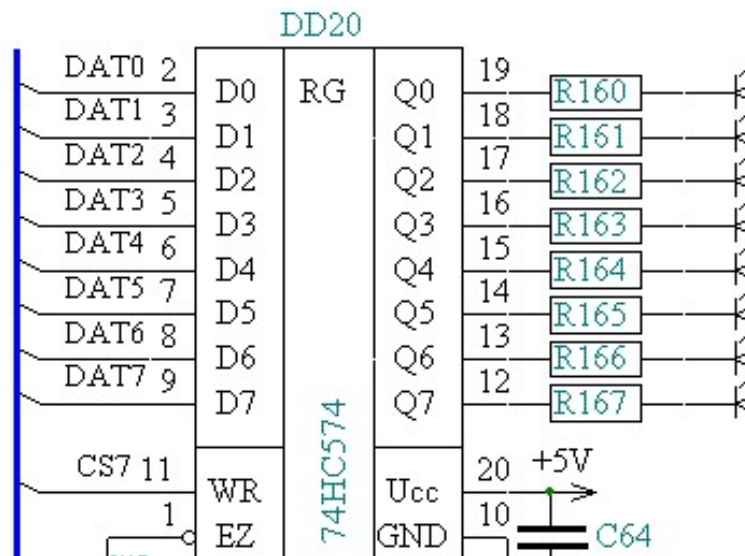 DD20
DAT0 2 D0 RG Q0 19 R160
DAT1 3 D1 Q1 18 R161
DAT2 4 D2 Q2 17 R162
DAT3 5 D3 Q3 16 R163
DAT4 6 D4 Q4 15 R164
DAT5 7 D5 Q5 14 R165
DAT6 8 D6 Q6 13 R166
DAT7 9 D7 Q7 12 R167
74HC574
CS7 11 WR Ucc 20 +5V
1 EZ GND 10 C64